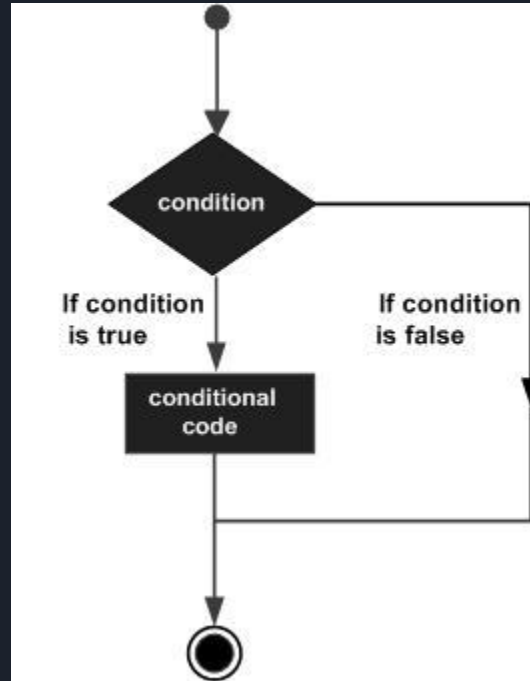 condition
If condition
is true
If condition
is false
conditional
code